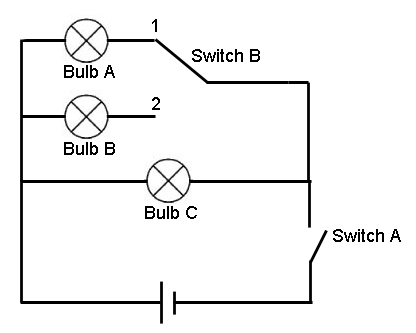 1
Switch B
Bulb A
2
Bulb B
Bulb C
Switch A